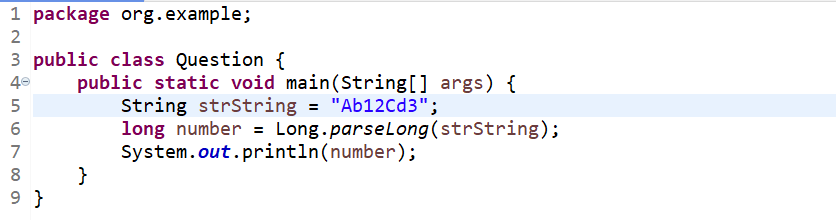 1 package org.example;
2
3 public class Question {
4 public static void main(String[] args) {
5 String strString = "Ab12Cd3";
6 long number = Long.parseLong(strString);
7 System.out.println(number);
8 }
9 }